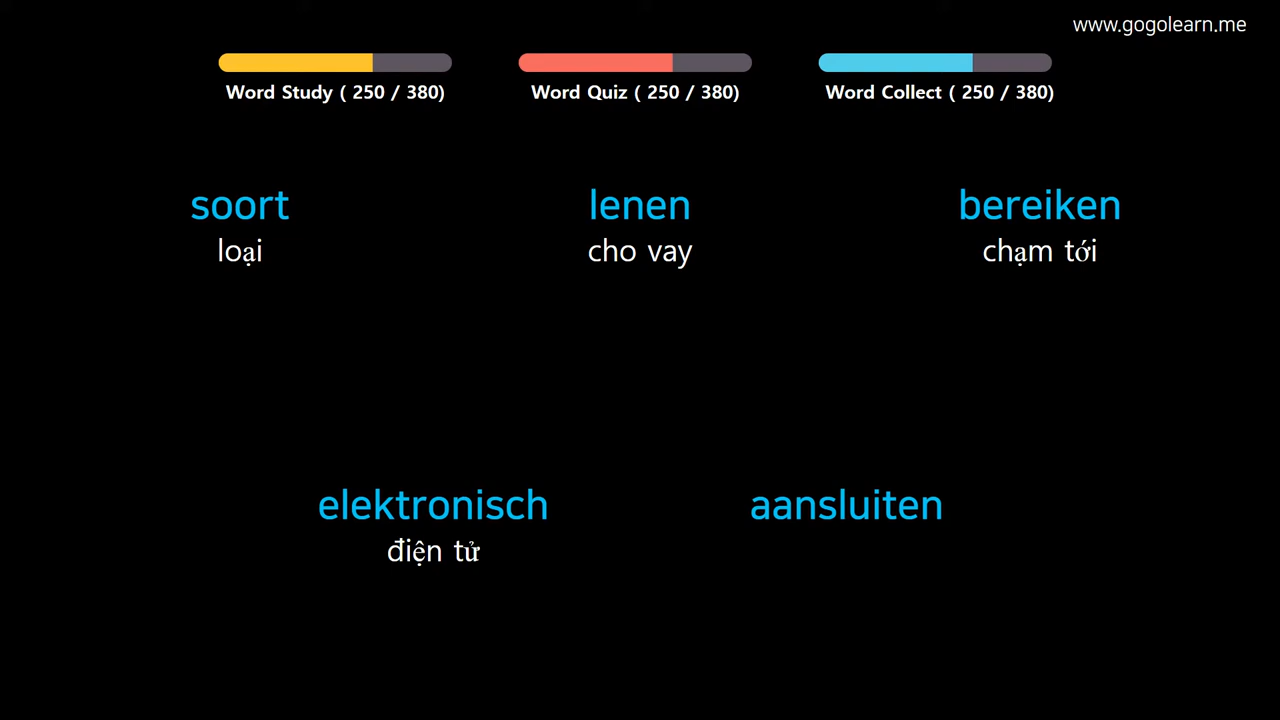 www.gogolearn.me
Word Study ( 250 / 380)
Word Quiz ( 250 / 380)
Word Collect ( 250 / 380)
soort
loại
lenen
cho vay
bereiken
chạm tới
elektronisch
điện tử
aansluiten